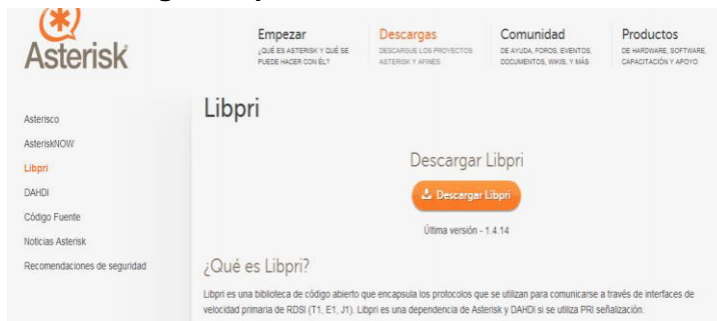 Asterisk
Empezar
¿QUÉ ES ASTERISK Y QUÉ SE
PUEDE HACER CON ÉL?
Descargas
DESCARGUE LOS PROYECTOS
ASTERISK Y AFINES
Comunidad
DE AYUDA, FOROS, EVENTOS,
DOCUMENTOS, WIKIS, Y MÁS
Productos
DE HARDWARE, SOFTWARE,
CAPACITACIÓN Y APOYO
Asterisco
AsteriskNOW
Libpri
DAHDI
Código Fuente
Noticias Asterisk
Recomendaciones de seguridad
Libpri
Descargar Libpri
Descargar Libpri
Última versión - 1.4.14
¿Qué es Libpri?
Libpri es una biblioteca de código abierto que encapsula los protocolos que se utilizan para comunicarse a través de interfaces de
velocidad primaria de RDSI (T1, E1, J1). Libpri es una dependencia de Asterisk y DAHDI si se utiliza PRI señalización.